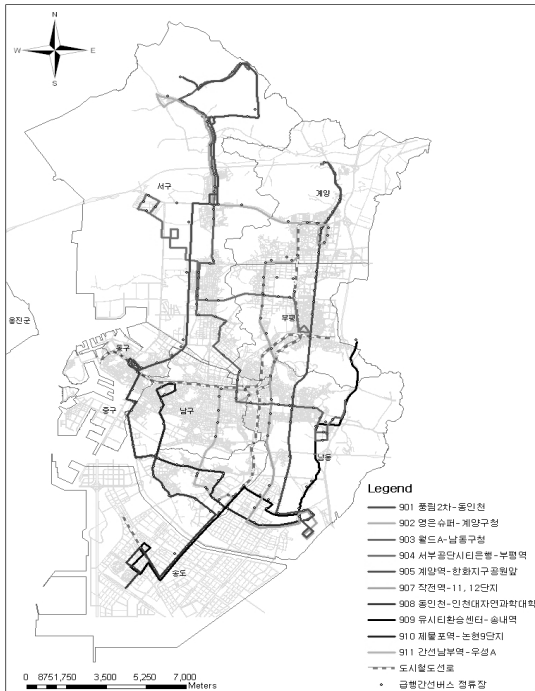 N
W E
S
서구
계양
옹진군
부평
동구
중구
남구
남동
송도
Legend
901 풍림2차-동인천
902 영은슈퍼-계양구청
903 월드A-남동구청
904 서부공단시티은행-부평역
905 계양역-한화지구공원앞
907 작전역-11, 12단지
908 동인천-인천대자연과학대학
909 유시티환승센터-송내역
910 제물포역-논현9단지
911 간선남부역-우성A
도시철도선로
급행간선버스 정류장
0 8751,750 3,500 5,250 7,000
Meters